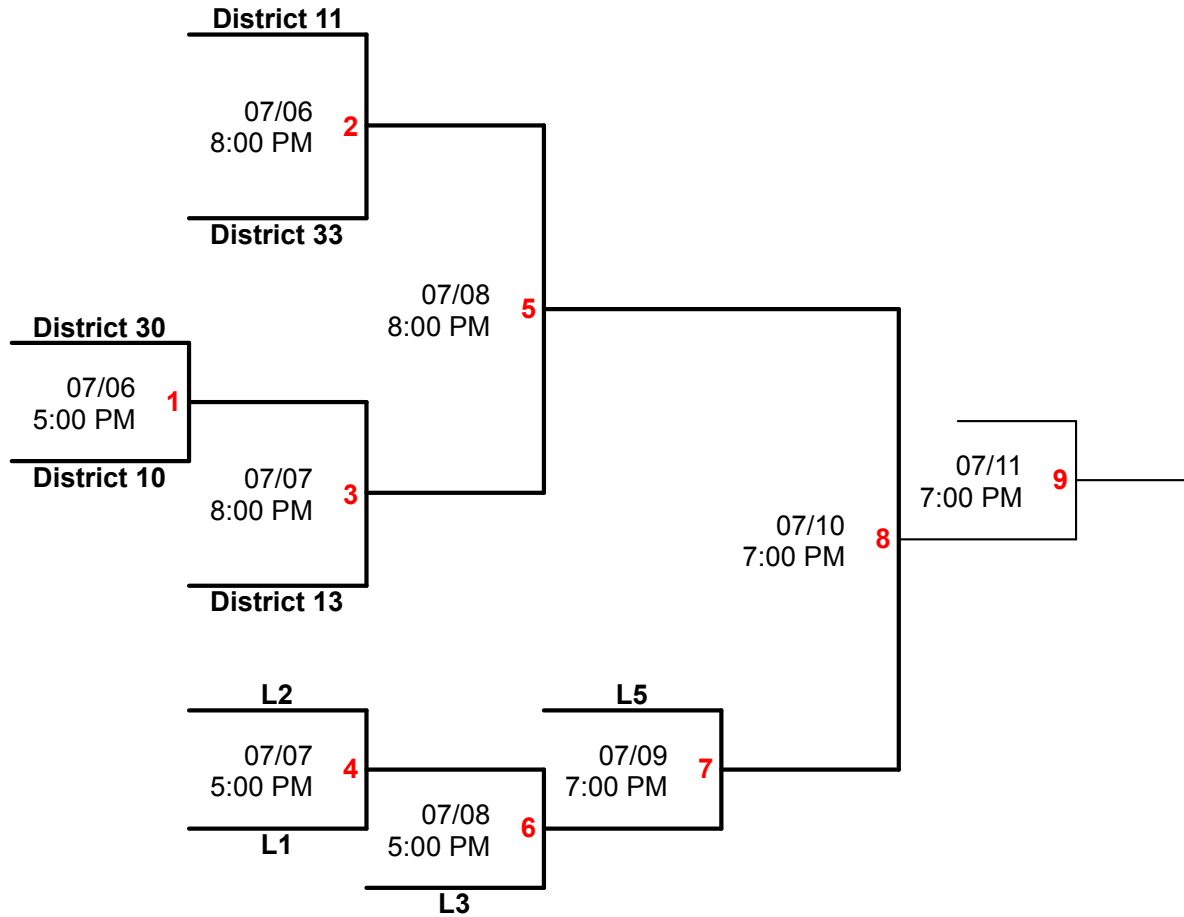 District 11
07/06
8:00 PM
2
District 33
07/08
8:00 PM
5
District 30
07/06
5:00 PM
1
District 10
07/07
8:00 PM
3
District 13
07/11
7:00 PM
9
07/10
7:00 PM
8
L2
07/07
5:00 PM
4
L1
L5
07/09
7:00 PM
7
07/08
5:00 PM
6
L3